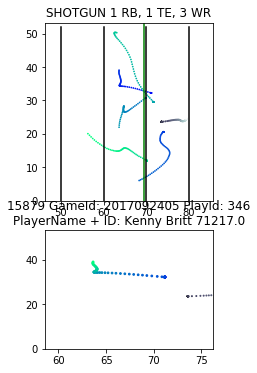 SHOTGUN 1 RB, 1 TE, 3 WR
50
40
30
20
10
0
50 60 70 80
15879 GameId: 2017092405 PlayId: 346
PlayerName + ID: Kenny Britt 71217.0
40
20
0
60 65 70 75